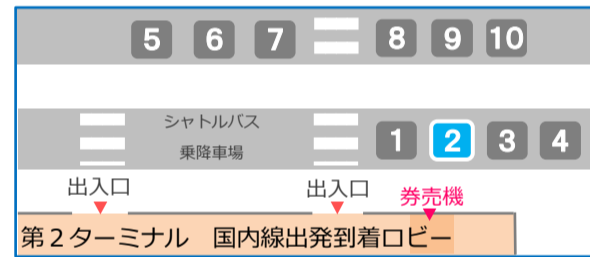 5 6 7 8 9 10
シャトルバス
乗降車場
1 2 3 4
出入口 出入口 券売機
第２ターミナル 国内線出発到着ロビー